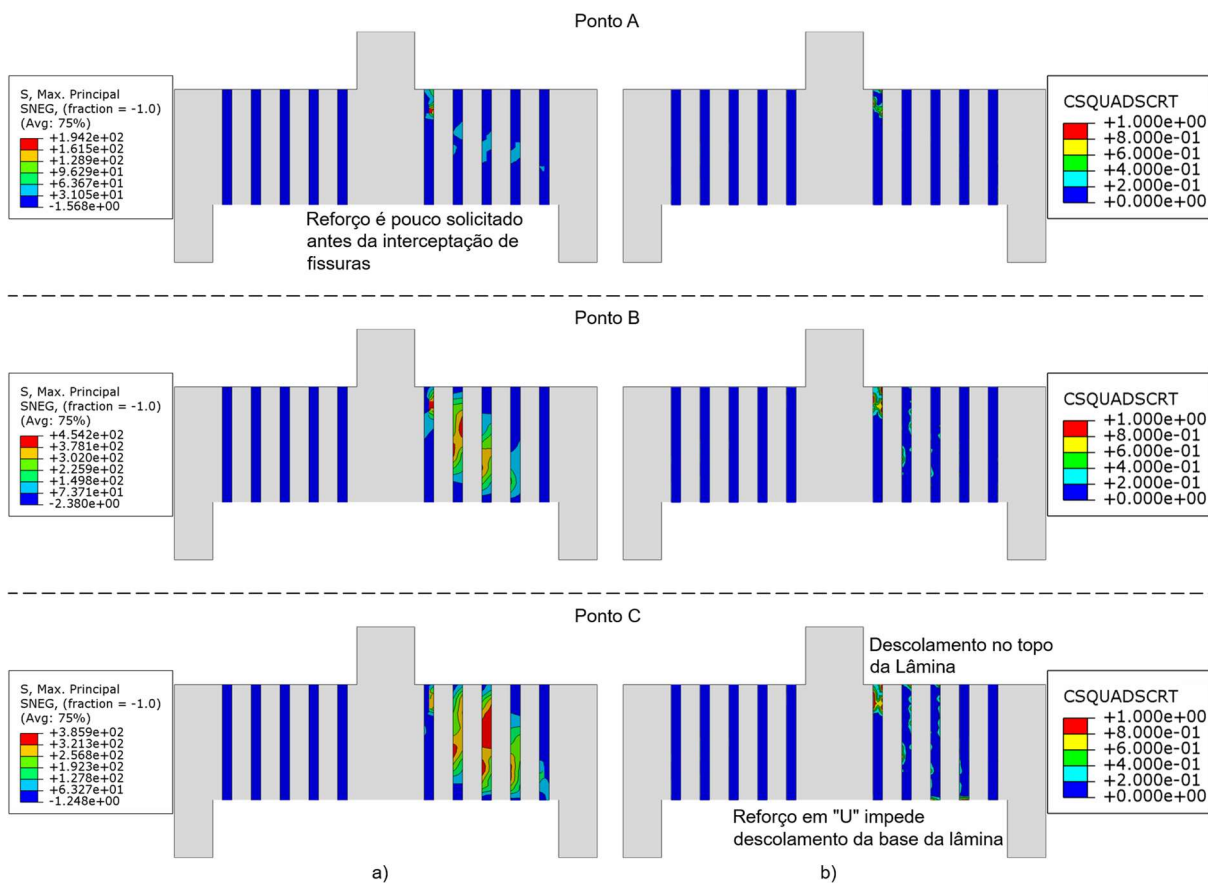 Ponto A
S, Max. Principal
SNEG, (fraction = -1.0)
(Avg: 75%)
+1.942e+02
+1.615e+02
+1.289e+02
+9.629e+01
+6.367e+01
+3.105e+01
-1.568e+00
CSQUADSCRT
+1.000e+00
+8.000e-01
+6.000e-01
+4.000e-01
+2.000e-01
+0.000e+00
Reforço é pouco solicitado
antes da interceptação de
fissuras
Ponto B
S, Max. Principal
SNEG, (fraction = -1.0)
(Avg: 75%)
+4.542e+02
+3.781e+02
+3.020e+02
+2.259e+02
+1.498e+02
+7.371e+01
-2.380e+00
CSQUADSCRT
+1.000e+00
+8.000e-01
+6.000e-01
+4.000e-01
+2.000e-01
+0.000e+00
Ponto C
Descolamento no topo
da Lâmina
S, Max. Principal
SNEG, (fraction = -1.0)
(Avg: 75%)
+3.859e+02
+3.213e+02
+2.568e+02
+1.923e+02
+1.278e+02
+6.327e+01
-1.248e+00
CSQUADSCRT
+1.000e+00
+8.000e-01
+6.000e-01
+4.000e-01
+2.000e-01
+0.000e+00
Reforço em "U" impede
descolamento da base da lâmina
a)
b)